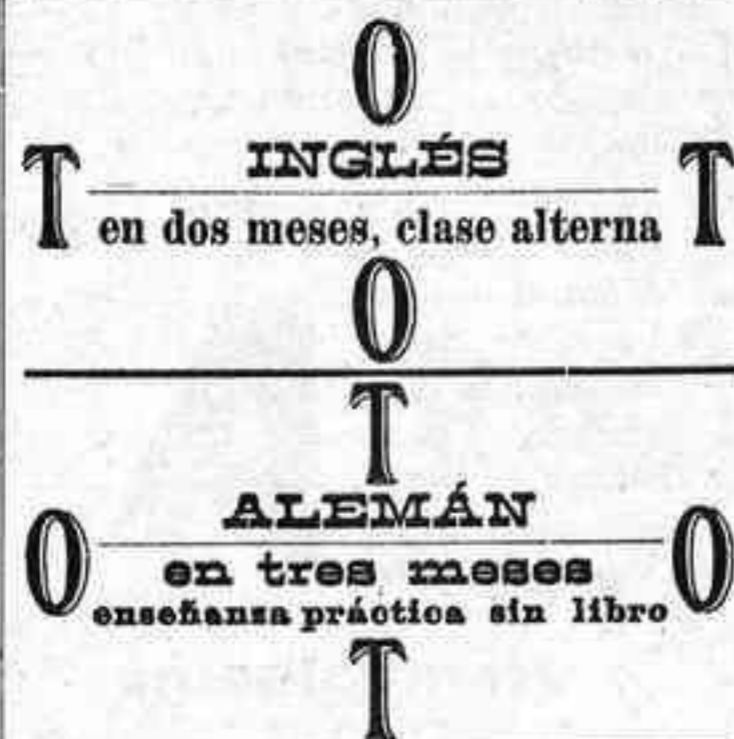 O
INGLÉS
T T
en dos meses, clase alterna
O
T
ALEMÁN
O O
en tres meses
enseñanza práctica sin libro
T